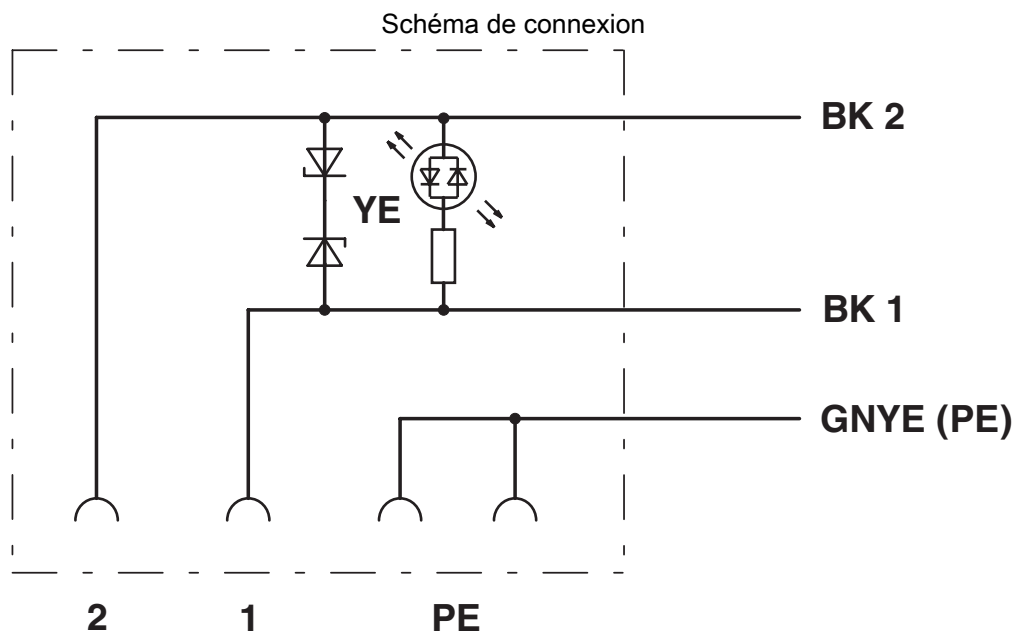 Schéma de connexion
BK 2
YE
BK 1
GNYE (PE)
2 1 PE